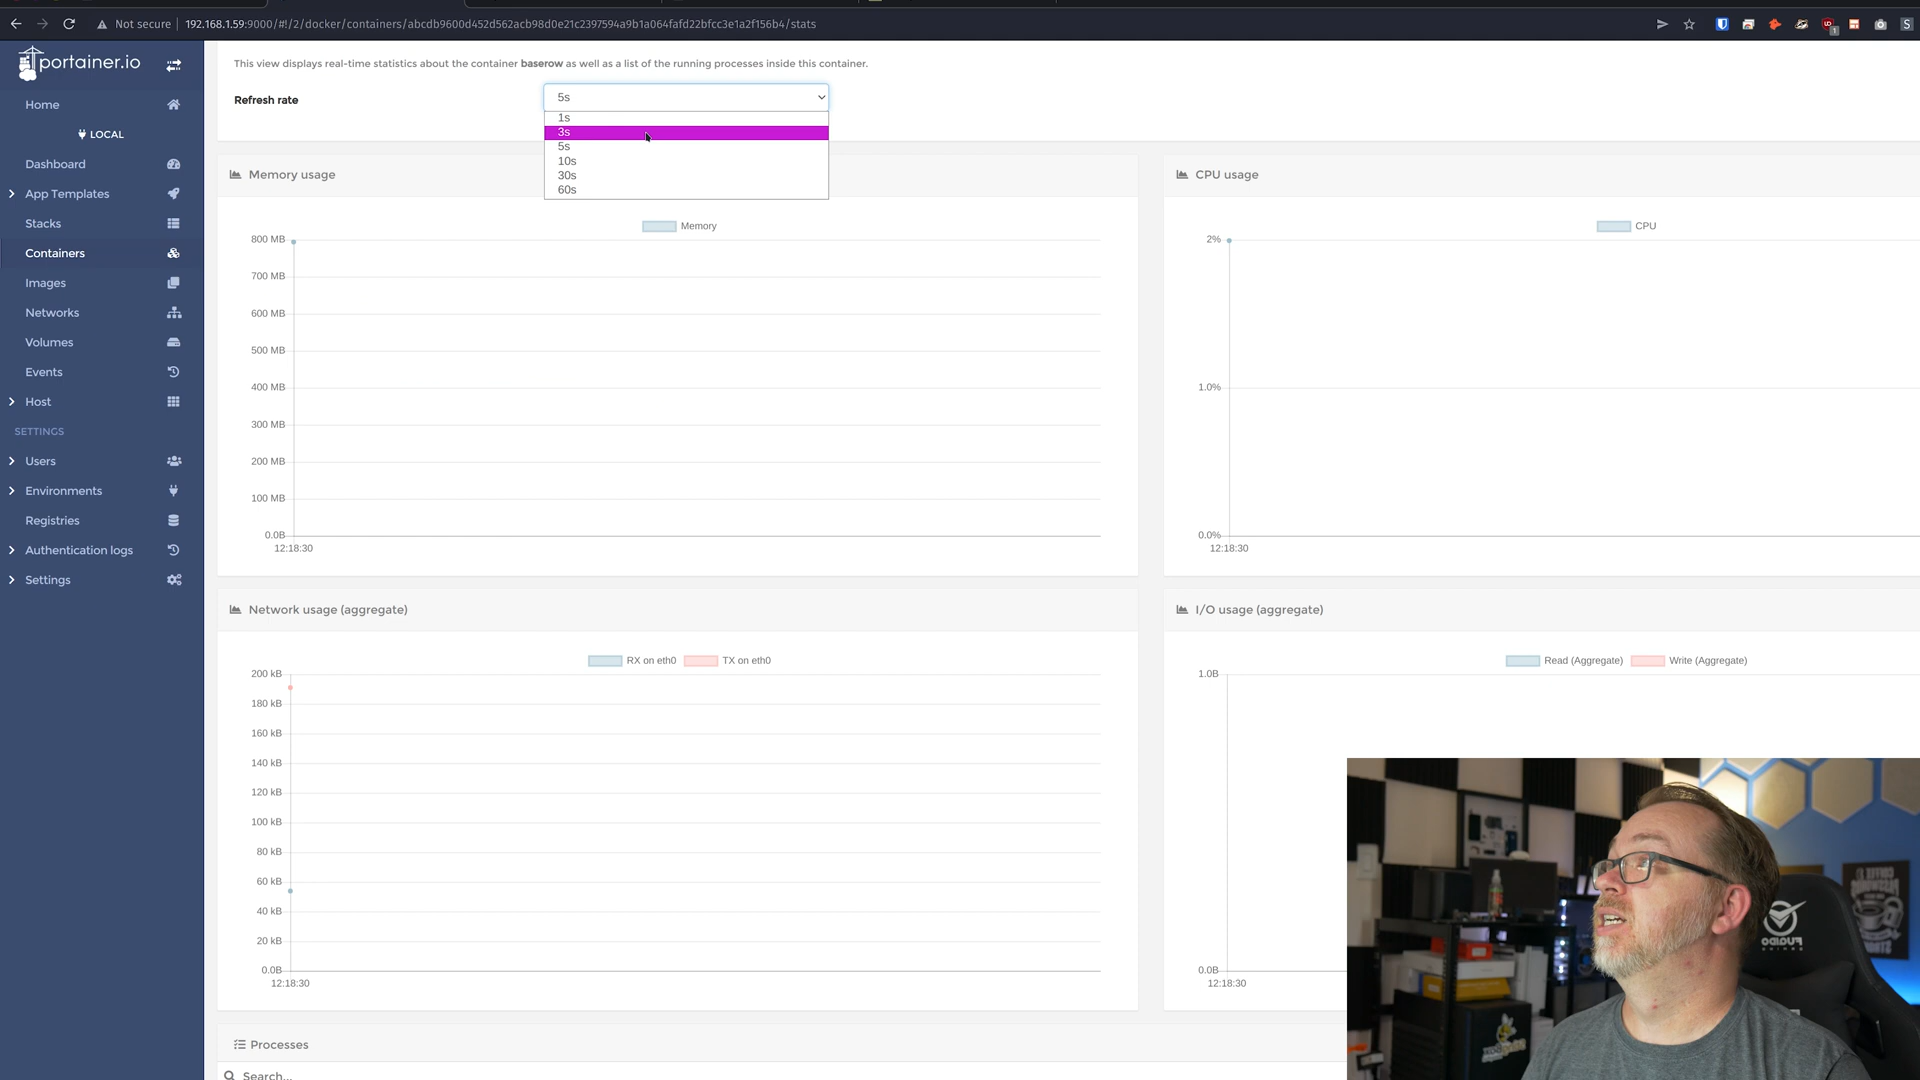 Not secure
192.168.1.59:9000/#!/2/docker/containers/abcdb9600d452d562acb98d0e21c2397594a9b1a064fafd22bfcc3e1a2f156b4/stats
portainer.io
Home
LOCAL
Dashboard
App Templates
Stacks
Containers
Images
Networks
Volumes
Events
Host
SETTINGS
Users
Environments
Registries
Authentication logs
Settings
This view displays real-time statistics about the container baserow as well as a list of the running processes inside this container.
Refresh rate
5s
1s
3s
5s
10s
30s
60s
Memory usage
Memory
800 MB
700 MB
600 MB
500 MB
400 MB
300 MB
200 MB
100 MB
0.0B
12:18:30
CPU usage
CPU
2%
1.0%
0.0%
12:18:30
Network usage (aggregate)
RX on eth0
TX on eth0
200 kB
180 kB
160 kB
140 kB
120 kB
100 kB
80 kB
60 kB
40 kB
20 kB
0.0B
12:18:30
I/O usage (aggregate)
Read (Aggregate)
Write (Aggregate)
1.0B
0.0B
12:18:30
Processes
Search...